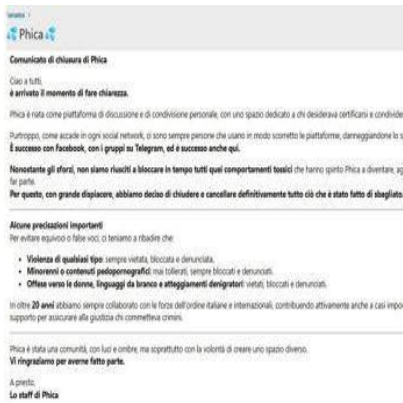 Phica
Comunicato di chiusura di Phica
Ciao a tutti,
è arrivato il momento di fare chiarezza.
Phica è nata come piattaforma di discussione e di condivisione personale, con uno spazio dedicato a chi desiderava certificarsi e condivide
Purtroppo, come accade in ogni social network, ci sono sempre persone che usano in modo scorretto le piattaforme, danneggiandone lo s
È successo con Facebook, con i gruppi su Telegram, ed è successo anche qui.
Nonostante gli sforzi, non siamo riusciti a bloccare in tempo tutti quei comportamenti tossici che hanno spinto Phica a diventare, ag
far parte.
Per questo, con grande dispiacere, abbiamo deciso di chiudere e cancellare definitivamente tutto ciò che è stato fatto di sbagliato.
Alcune precisazioni importanti
Per evitare equivoci o false voci, ci teniamo a ribadire che:
• Violenza di qualsiasi tipo: sempre vietata, bloccata e denunciata.
• Minorenni o contenuti pedopornografici: mai tollerati, sempre bloccati e denunciati.
• Offese verso le donne, linguaggi da branco e atteggiamenti denigratori: vietati, bloccati e denunciati.
In oltre 20 anni abbiamo sempre collaborato con le forze dell'ordine italiane e internazionali, contribuendo attivamente anche a casi impo
supporto per assicurare alla giustizia chi commetteva crimini.
Phica è stata una comunità, con luci e ombre, ma soprattutto con la volontà di creare uno spazio diverso.
Vi ringraziamo per averne fatto parte.
A presto,
Lo staff di Phica